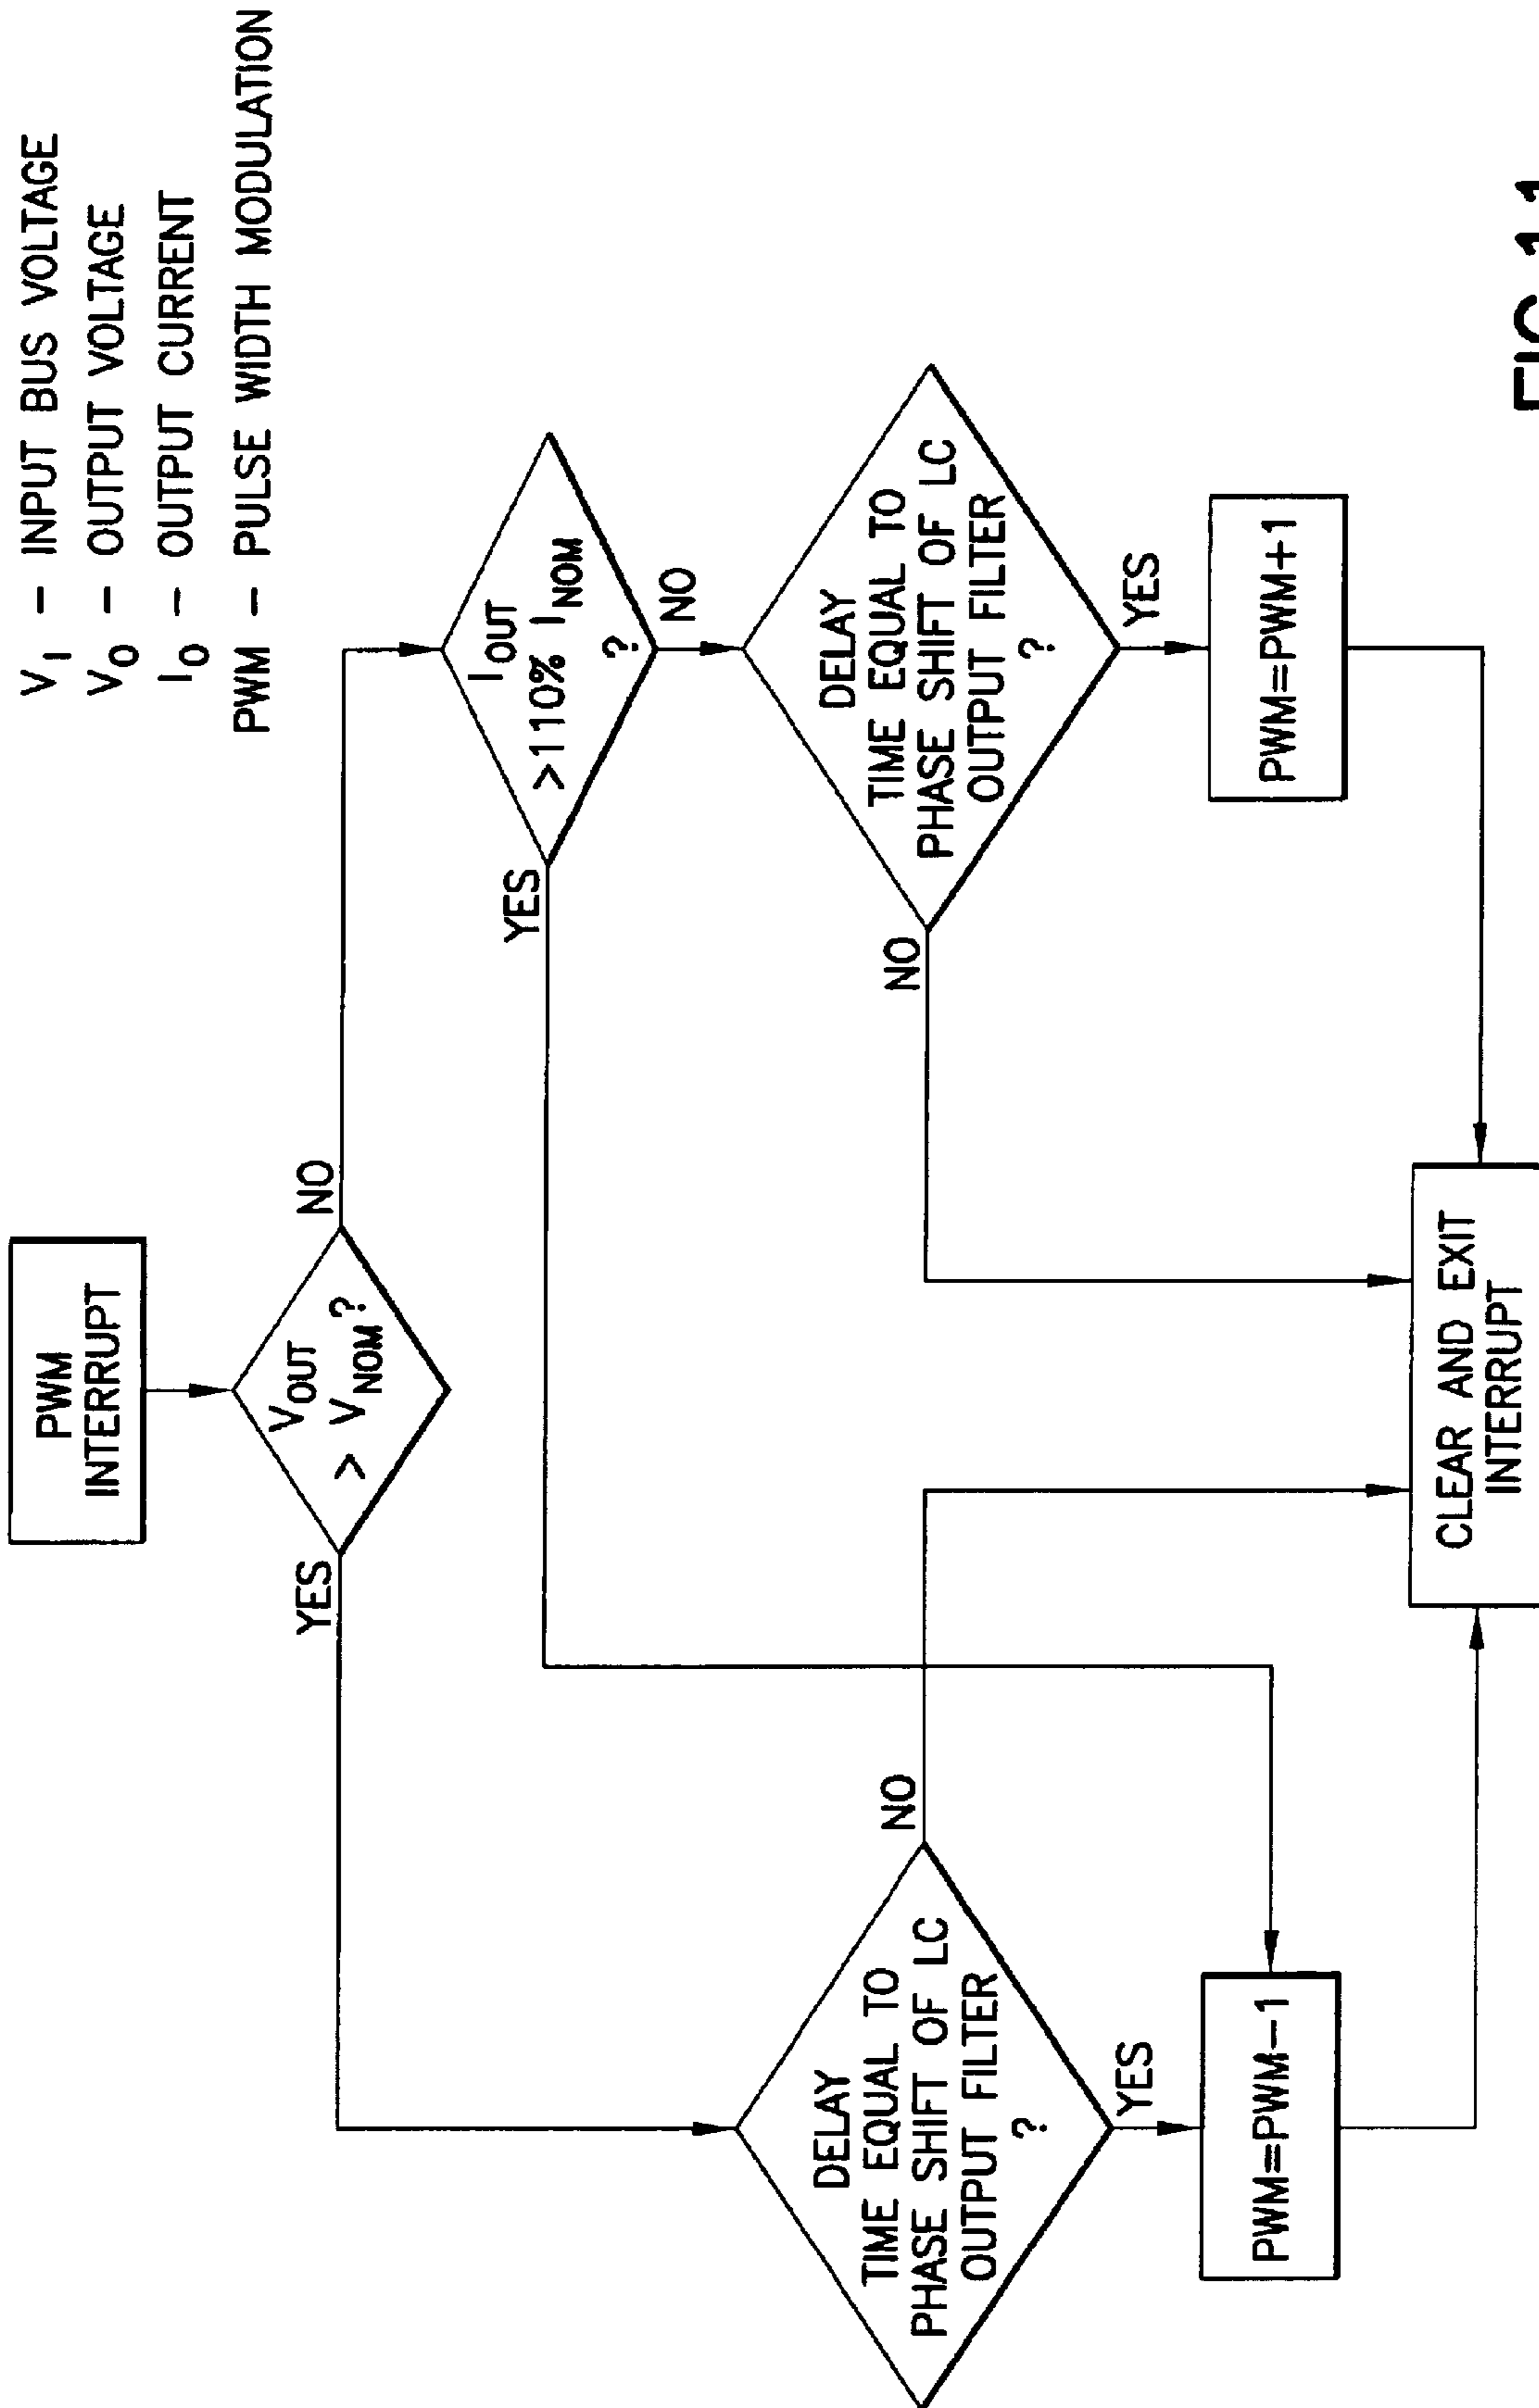 V_I - INPUT BUS VOLTAGE
V_O - OUTPUT VOLTAGE
I_O - OUTPUT CURRENT
PWM - PULSE WIDTH MODULATION
PWM
INTERRUPT
V_OUT
> V_NOM?
YES
NO
I_OUT
>110% I_NOM
?
YES
NO
DELAY
TIME EQUAL TO
PHASE SHIFT OF LC
OUTPUT FILTER
?
NO
YES
PWM=PWM-1
DELAY
TIME EQUAL TO
PHASE SHIFT OF LC
OUTPUT FILTER
?
NO
YES
PWM=PWM+1
CLEAR AND EXIT
INTERRUPT